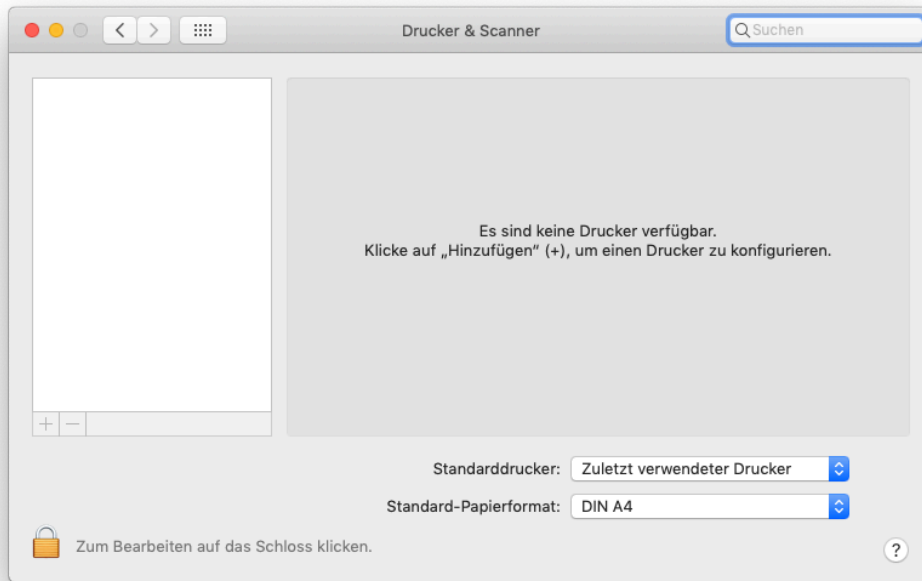 Drucker & Scanner
Suchen
Es sind keine Drucker verfügbar.
Klicke auf „Hinzufügen“ (+), um einen Drucker zu konfigurieren.
+ −
Standarddrucker: Zuletzt verwendeter Drucker
Standard-Papierformat: DIN A4
Zum Bearbeiten auf das Schloss klicken.
?